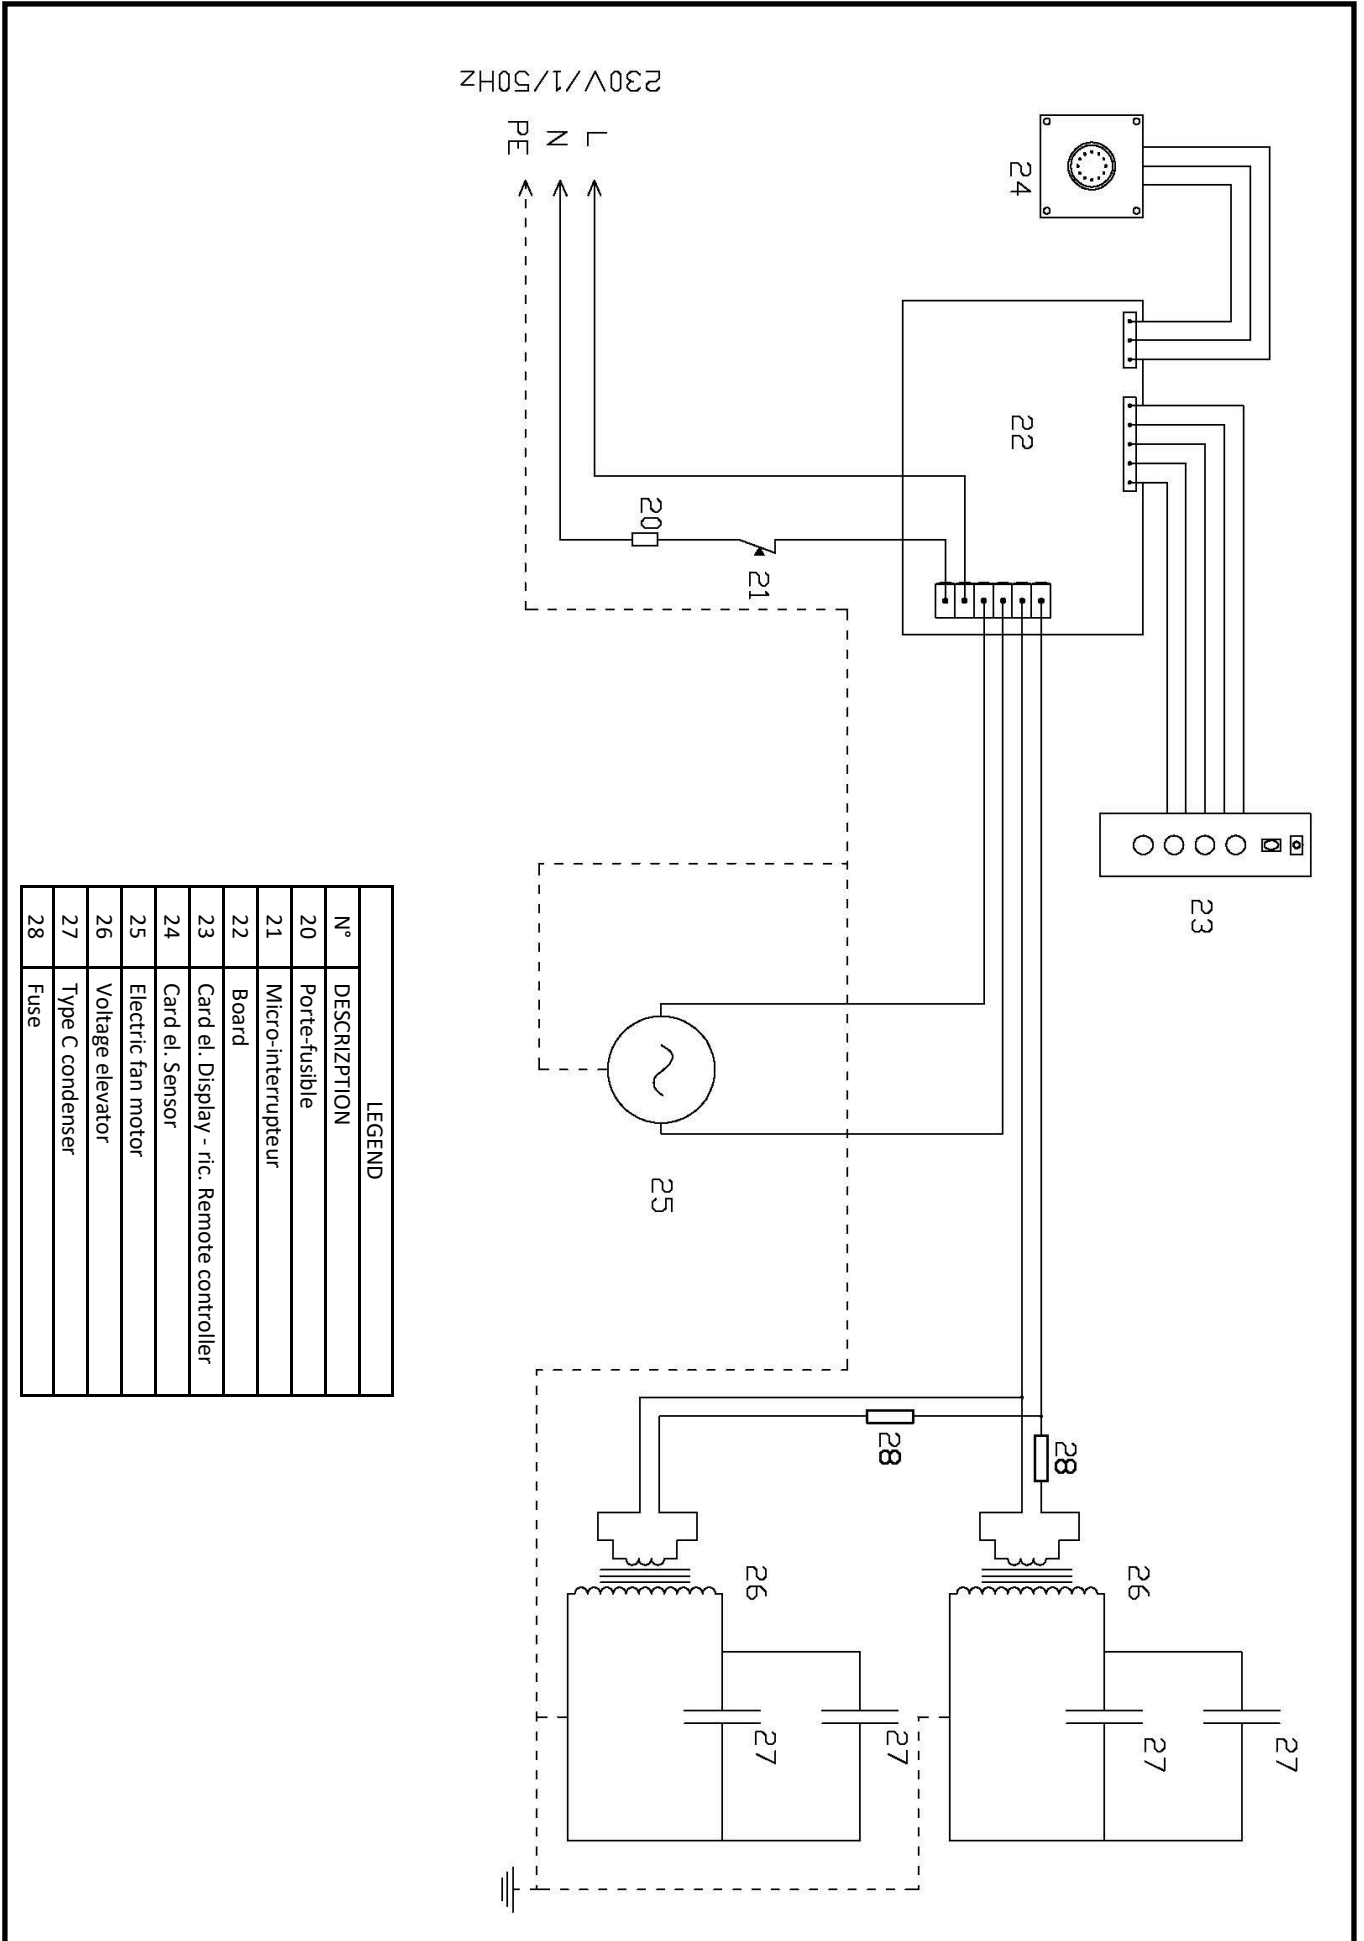 230V/1/50Hz
L
N
PE
24
22
20
21
23
25
28
28
26
26
27
27
27
27
LEGEND
N° DESCRIZPTION
20 Porte-fusible
21 Micro-interrupteur
22 Board
23 Card el. Display - ric. Remote controller
24 Card el. Sensor
25 Electric fan motor
26 Voltage elevator
27 Type C condenser
28 Fuse